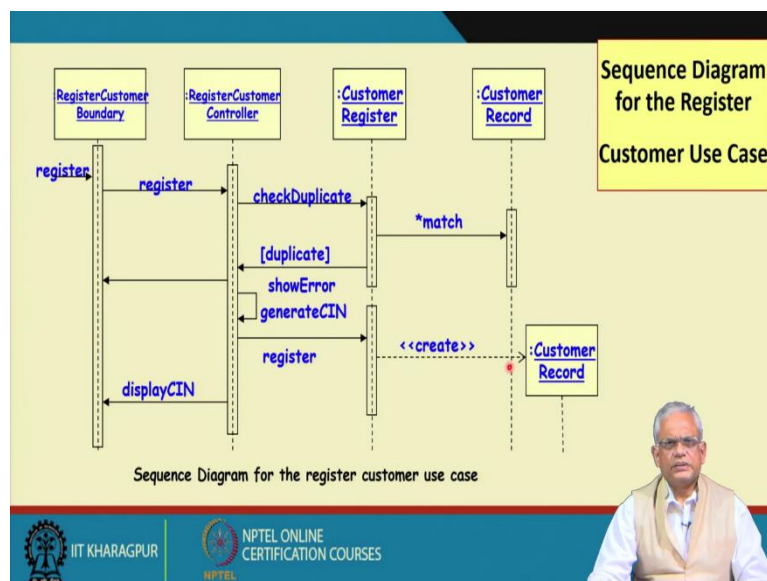 Sequence Diagram
for the Register
Customer Use Case
:RegisterCustomer
Boundary
:RegisterCustomer
Controller
:Customer
Register
:Customer
Record
register
register
checkDuplicate
*match
[duplicate]
showError
generateCIN
register
<<create>>
:Customer
Record
displayCIN
Sequence Diagram for the register customer use case
IIT KHARAGPUR
NPTEL
NPTEL ONLINE
CERTIFICATION COURSES